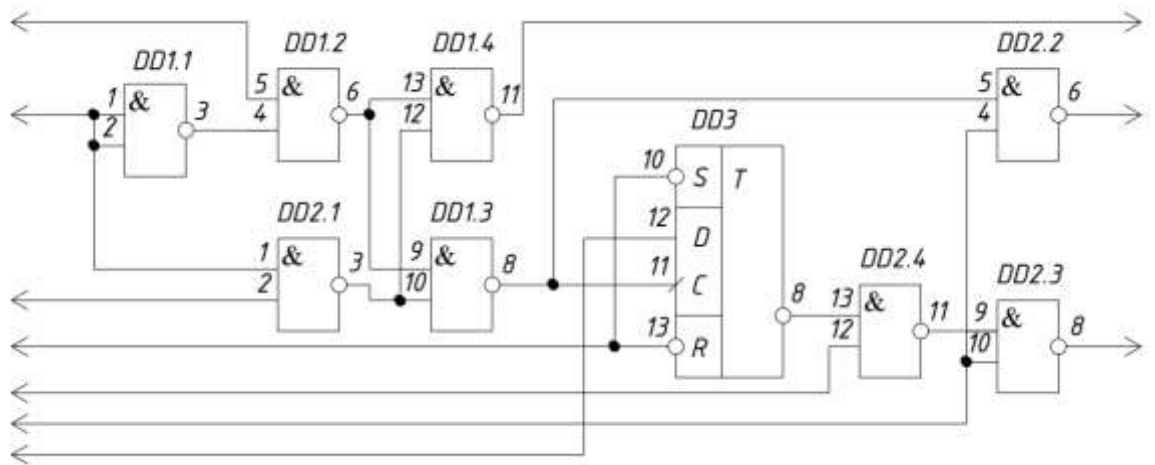 DD1.1
1 & 3
2
DD1.2
5 & 6
4
DD1.4
13 & 11
12
DD2.2
5 & 6
4
DD3
10 S T
12 D
11 C 8
13 R
DD2.1
1 & 3
2
DD1.3
9 & 8
10
DD2.4
13 & 11
12
DD2.3
9 & 8
10